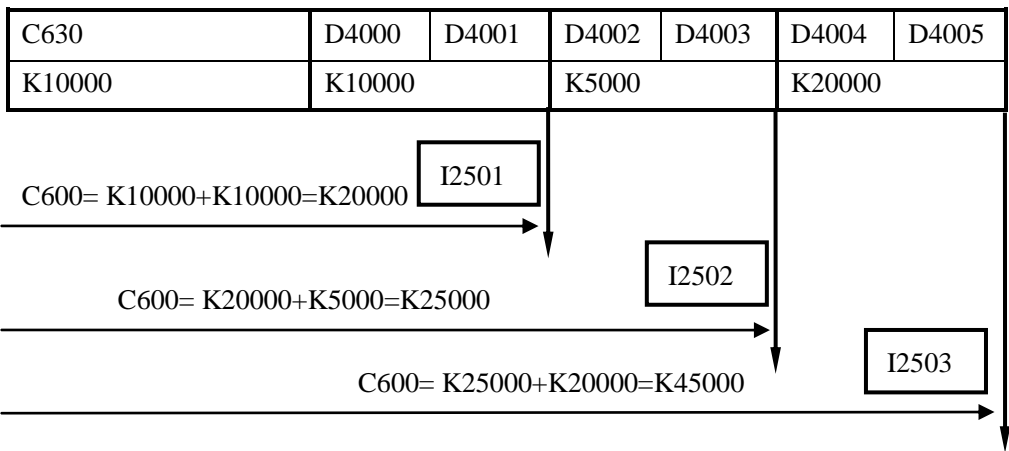 C630 D4000 D4001 D4002 D4003 D4004 D4005
K10000 K10000 K5000 K20000
I2501
C600= K10000+K10000=K20000
I2502
C600= K20000+K5000=K25000
I2503
C600= K25000+K20000=K45000